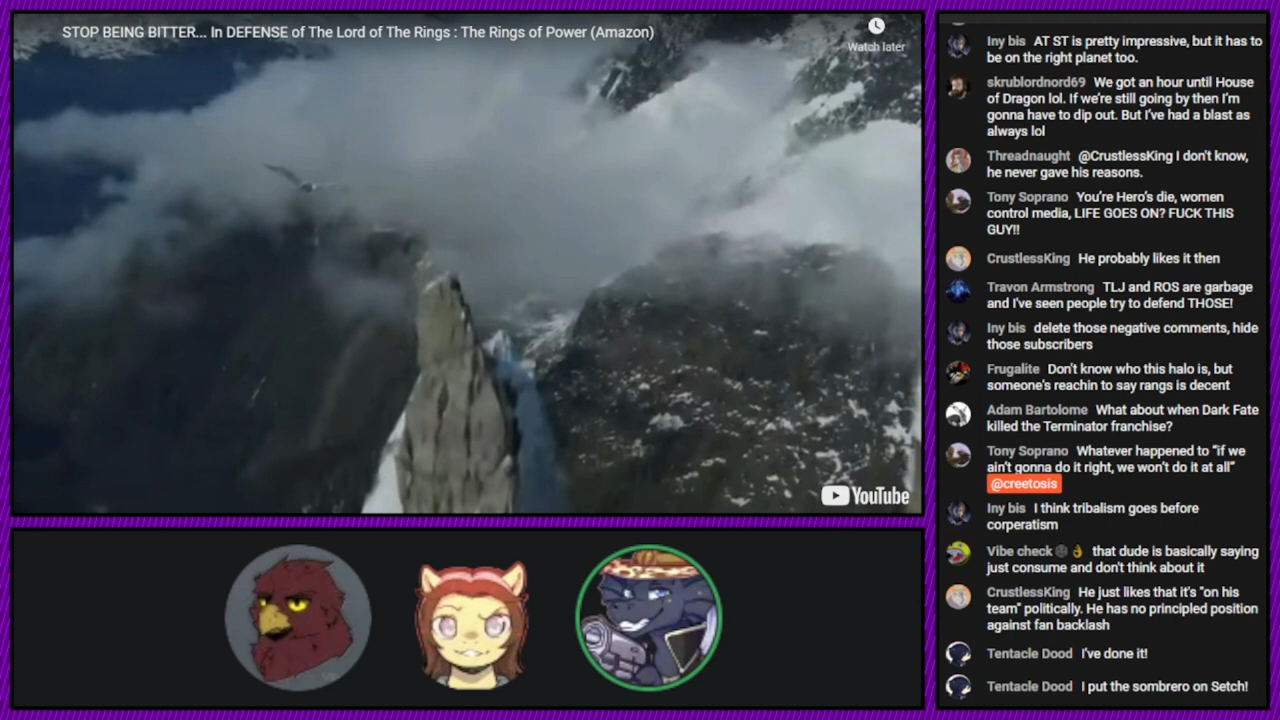 STOP BEING BITTER... In DEFENSE of The Lord of The Rings : The Rings of Power (Amazon)
Watch later
YouTube
Iny bis AT ST is pretty impressive, but it has to
be on the right planet too.
skrublordnord69 We got an hour until House
of Dragon lol. If we're still going by then I'm
gonna have to dip out. But I've had a blast as
always lol
Threadnaught @CrustlessKing I don't know,
he never gave his reasons.
Tony Soprano You're Hero's die, women
control media, LIFE GOES ON? FUCK THIS
GUY!!
CrustlessKing He probably likes it then
Travon Armstrong TLJ and ROS are garbage
and I've seen people try to defend THOSE!
Iny bis delete those negative comments, hide
those subscribers
Frugalite Don't know who this halo is, but
someone's reachin to say rangs is decent
Adam Bartolome What about when Dark Fate
killed the Terminator franchise?
Tony Soprano Whatever happened to "if we
ain't gonna do it right, we won't do it at all"
@creetosis
Iny bis I think tribalism goes before
corperatism
Vibe check that dude is basically saying
just consume and don't think about it
CrustlessKing He just likes that it's "on his
team" politically. He has no principled position
against fan backlash
Tentacle Dood I've done it!
Tentacle Dood I put the sombrero on Setch!